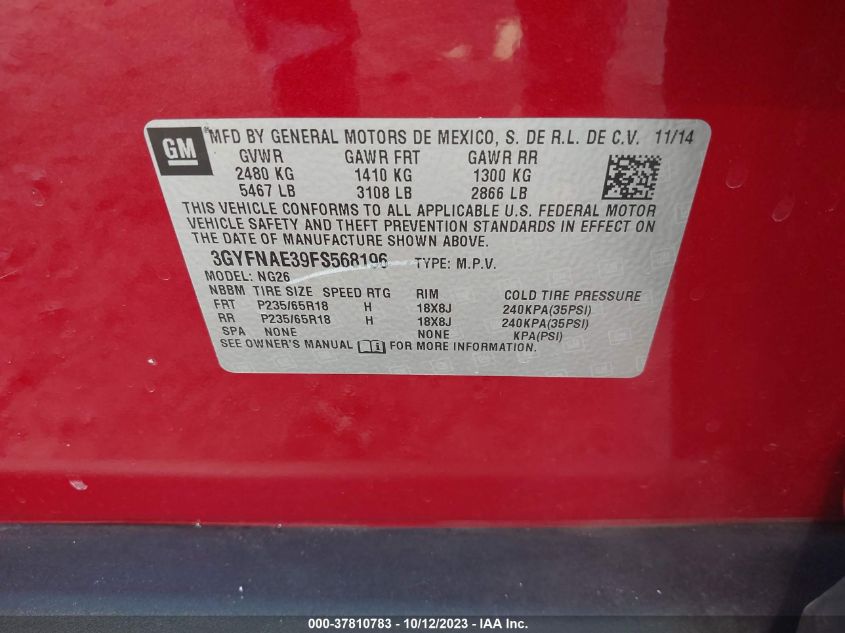 GM ® MFD BY GENERAL MOTORS DE MEXICO, S. DE R.L. DE C.V. 11/14
GVWR GAWR FRT GAWR RR
2480 KG 1410 KG 1300 KG
5467 LB 3108 LB 2866 LB
THIS VEHICLE CONFORMS TO ALL APPLICABLE U.S. FEDERAL MOTOR
VEHICLE SAFETY AND THEFT PREVENTION STANDARDS IN EFFECT ON
THE DATE OF MANUFACTURE SHOWN ABOVE.
3GYFNAE39FS568196 TYPE: M.P.V.
MODEL: NG26
NBBM TIRE SIZE SPEED RTG RIM COLD TIRE PRESSURE
FRT P235/65R18 H 18X8J 240KPA(35PSI)
RR P235/65R18 H 18X8J 240KPA(35PSI)
SPA NONE NONE KPA(PSI)
SEE OWNER'S MANUAL i FOR MORE INFORMATION.
000-37810783 - 10/12/2023 - IAAI Inc.